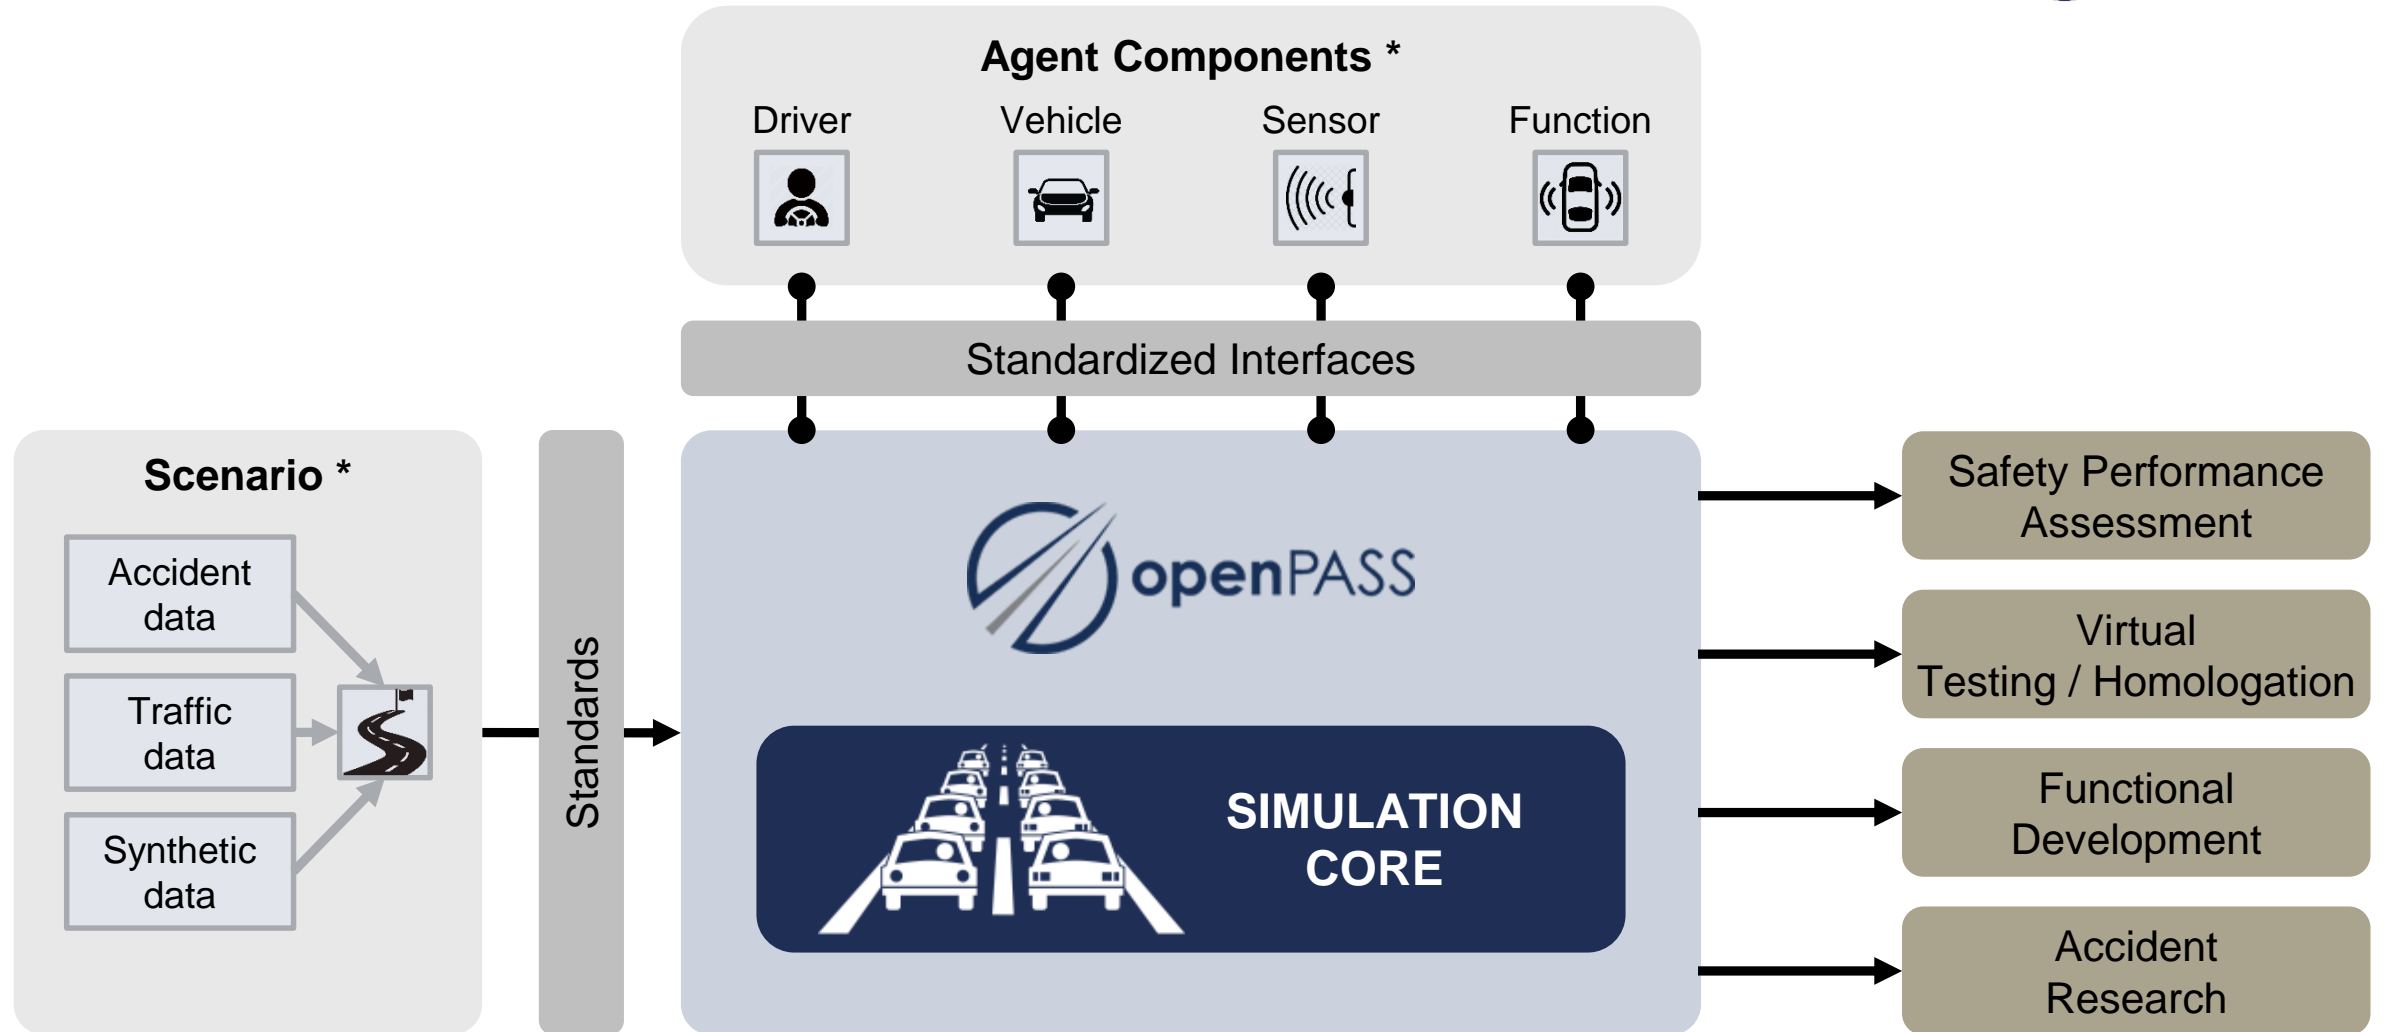 Agent Components *
Driver
Vehicle
Sensor
Function
Standardized Interfaces
Scenario *
Accident
data
Traffic
data
Synthetic
data
Standards
openPASS
SIMULATION
CORE
Safety Performance
Assessment
Virtual
Testing / Homologation
Functional
Development
Accident
Research